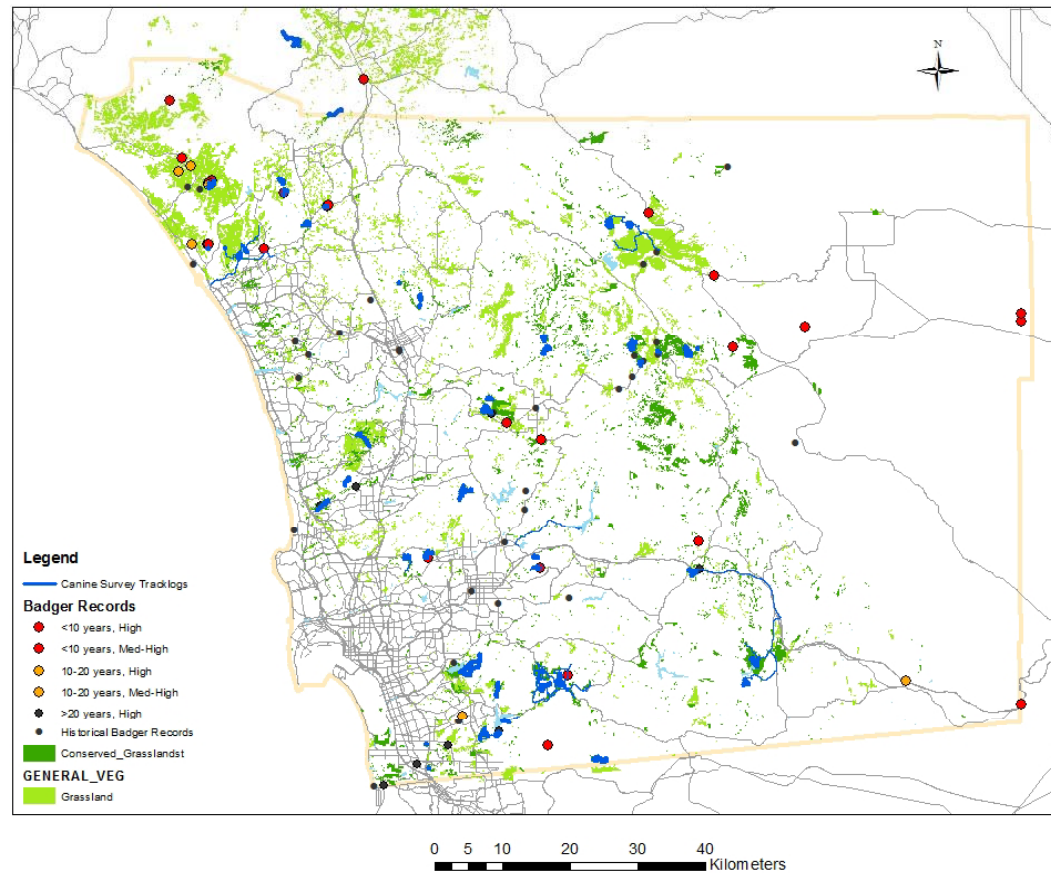 N
Legend
Canine Survey Tracklogs
Badger Records
<10 years, High
<10 years, Med-High
10-20 years, High
10-20 years, Med-High
>20 years, High
Historical Badger Records
Conserved_Grasslandst
GENERAL_VEG
Grassland
0 5 10 20 30 40
Kilometers